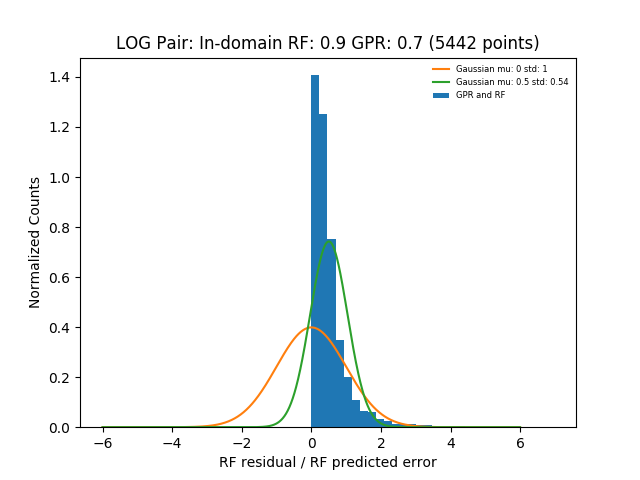 LOG Pair: In-domain RF: 0.9 GPR: 0.7 (5442 points)
Gaussian mu: 0 std: 1
Gaussian mu: 0.5 std: 0.54
GPR and RF
Normalized Counts
1.4
1.2
1.0
0.8
0.6
0.4
0.2
0.0
−6 −4 −2 0 2 4 6
RF residual / RF predicted error